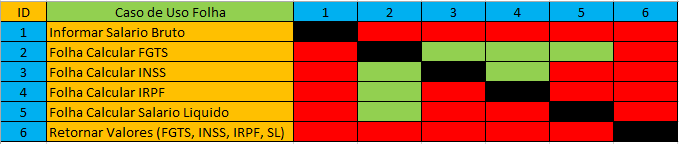 ID Caso de Uso Folha 1 2 3 4 5 6
1 Informar Salario Bruto
2 Folha Calcular FGTS
3 Folha Calcular INSS
4 Folha Calcular IRPF
5 Folha Calcular Salario Liquido
6 Retornar Valores (FGTS, INSS, IRPF, SL)